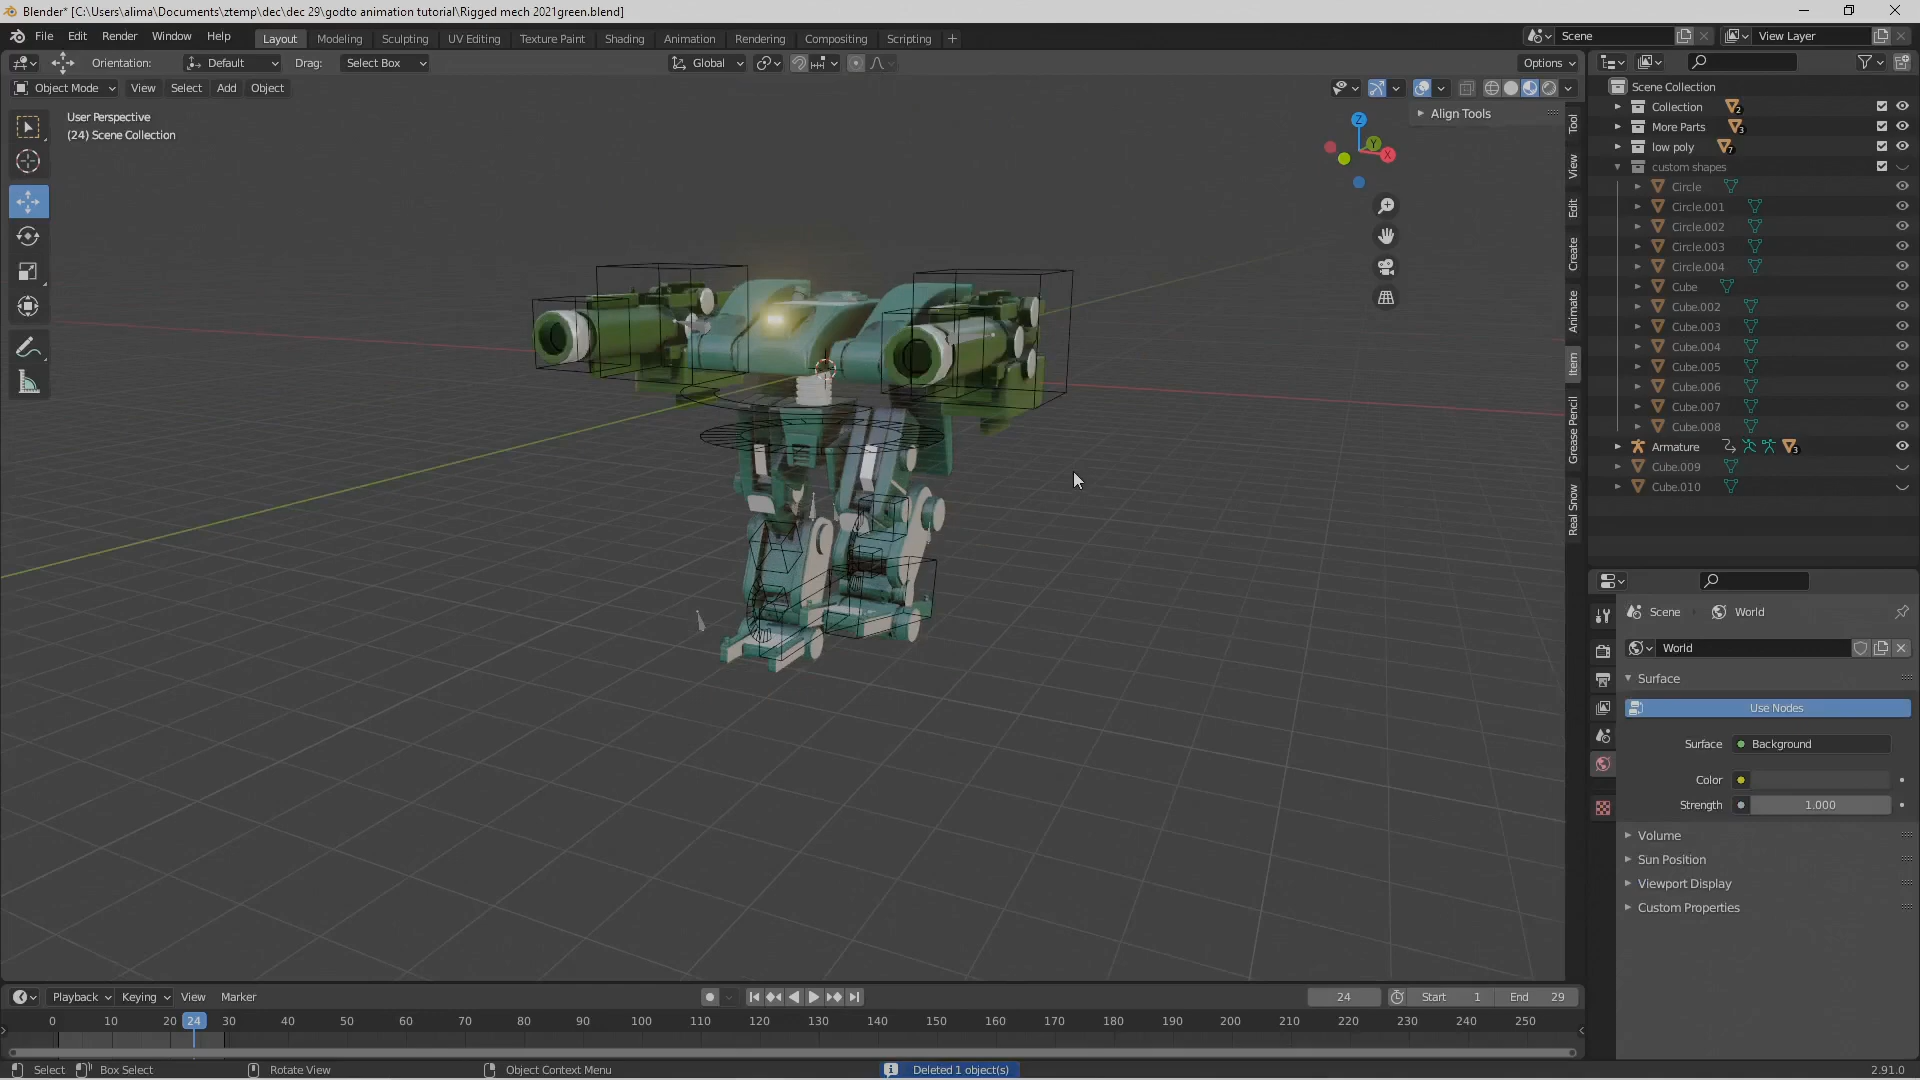 Blender* [C:\Users\alima\Documents\ztemp\dec\dec 29\godto animation tutorial\Rigged mech 2021green.blend]
File Edit Render Window Help Layout Modeling Sculpting UV Editing Texture Paint Shading Animation Rendering Compositing Scripting + Scene View Layer
Orientation: Default Drag: Select Box Global Options
Object Mode View Select Add Object
User Perspective
(24) Scene Collection
Align Tools
Z
Y
X
Tool
View
Edit
Create
Animate
Item
Grease Pencil
Real Snow
Scene Collection
Collection 2
More Parts 3
low poly 7
custom shapes
Circle
Circle.001
Circle.002
Circle.003
Circle.004
Cube
Cube.002
Cube.003
Cube.004
Cube.005
Cube.006
Cube.007
Cube.008
Armature 3
Cube.009
Cube.010
Scene World
World
Surface
Use Nodes
Surface Background
Color
Strength 1.000
Volume
Sun Position
Viewport Display
Custom Properties
Playback Keying View Marker 24 Start 1 End 29
0 10 20 24 30 40 50 60 70 80 90 100 110 120 130 140 150 160 170 180 190 200 210 220 230 240 250
Select Box Select Rotate View Object Context Menu Deleted 1 object(s) 2.91.0